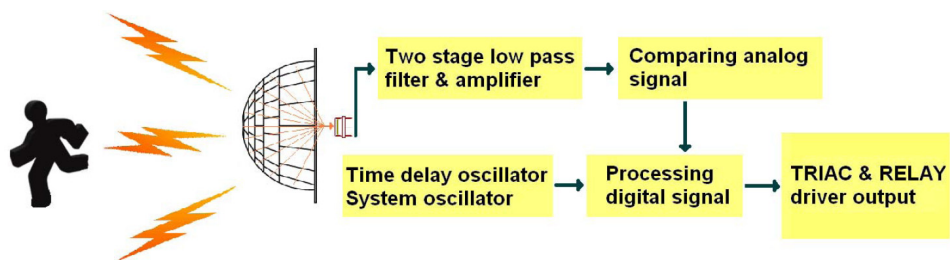 Two stage low pass
filter & amplifier
Comparing analog
signal
Time delay oscillator
System oscillator
Processing
digital signal
TRIAC & RELAY
driver output